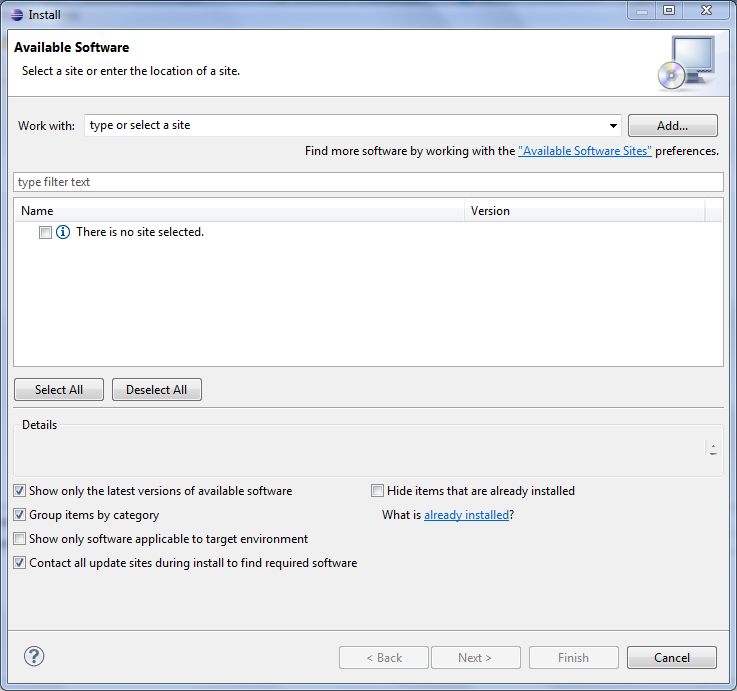 Install
Available Software
Select a site or enter the location of a site.
Work with: type or select a site Add...
Find more software by working with the "Available Software Sites" preferences.
type filter text
Name Version
There is no site selected.
Select All Deselect All
Details
Show only the latest versions of available software Hide items that are already installed
Group items by category What is already installed?
Show only software applicable to target environment
Contact all update sites during install to find required software
? < Back Next > Finish Cancel